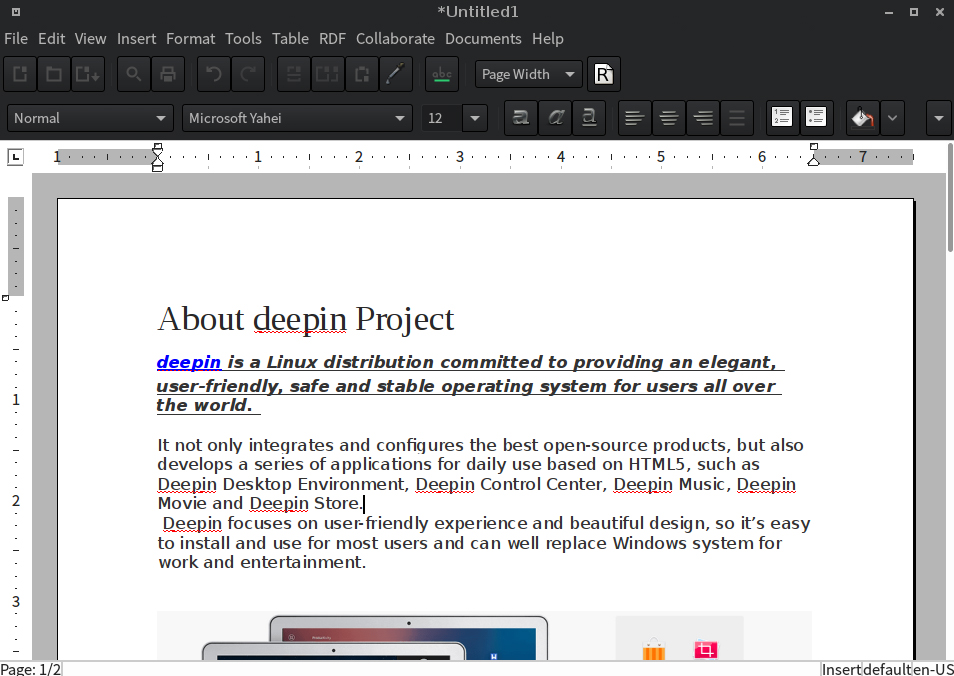 *Untitled1
File Edit View Insert Format Tools Table RDF Collaborate Documents Help
abc Page Width R
Normal Microsoft Yahei 12 a a a
L 1 1 2 3 4 5 6 7
About deepin Project
deepin is a Linux distribution committed to providing an elegant,
user-friendly, safe and stable operating system for users all over
the world.
1
It not only integrates and configures the best open-source products, but also
develops a series of applications for daily use based on HTML5, such as
Deepin Desktop Environment, Deepin Control Center, Deepin Music, Deepin
2
Movie and Deepin Store.
Deepin focuses on user-friendly experience and beautiful design, so it’s easy
to install and use for most users and can well replace Windows system for
work and entertainment.
3
Page: 1/2 Insert default en-US